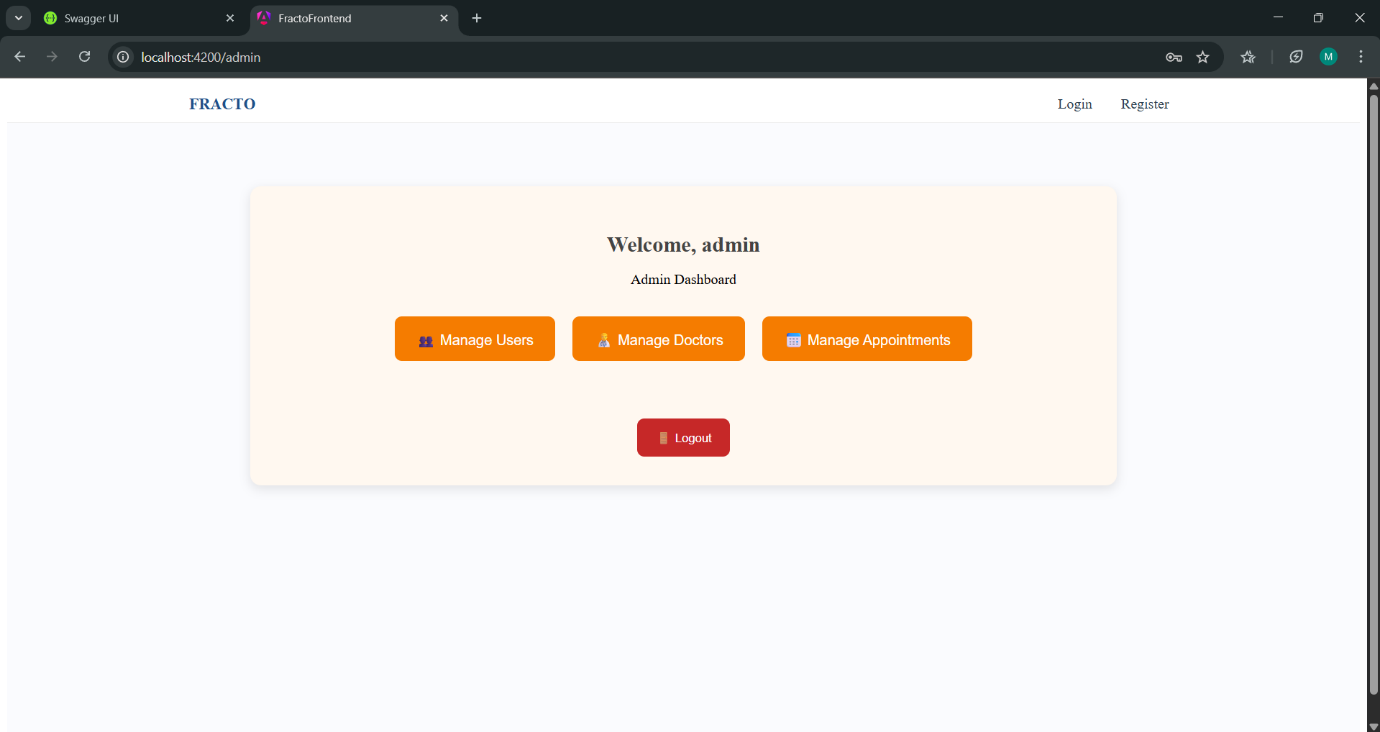 Swagger UI
FractoFrontend
localhost:4200/admin
M
FRACTO
Login
Register
Welcome, admin
Admin Dashboard
Manage Users
Manage Doctors
Manage Appointments
Logout